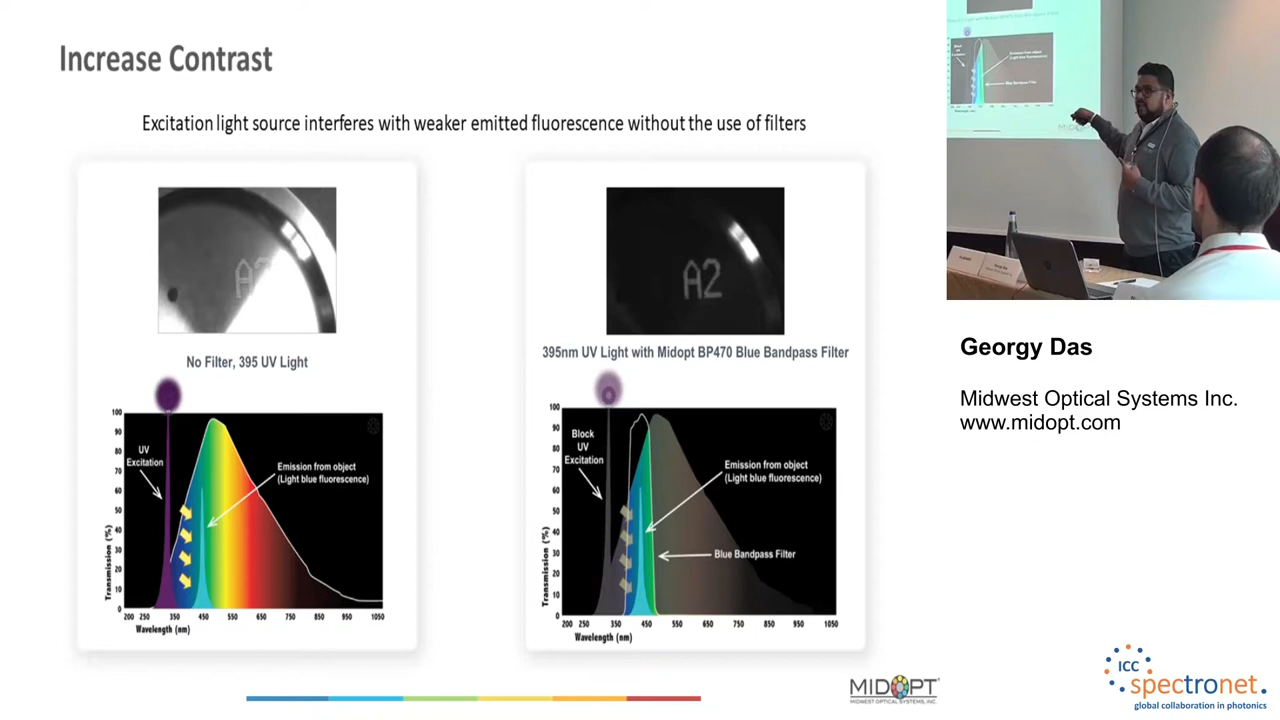 Increase Contrast
Excitation light source interferes with weaker emitted fluorescence without the use of filters
A2
No Filter, 395 UV Light
100
90
80
70
60
50
40
30
20
10
0
Transmission (%)
UV
Excitation
Emission from object
(Light blue fluorescence)
200 250 350 450 550 650 750 850 950 1050
Wavelength (nm)
A2
395nm UV Light with Midopt BP470 Blue Bandpass Filter
100
90
80
70
60
50
40
30
20
10
0
Transmission (%)
Block
UV
Excitation
Emission from object
(Light blue fluorescence)
Blue Bandpass Filter
200 250 350 450 550 650 750 850 950 1050
Wavelength (nm)
MIDOPT
MIDWEST OPTICAL SYSTEMS, INC.
Georgy Das
Midwest Optical Systems Inc.
www.midopt.com
ICC
spectronet
global collaboration in photonics